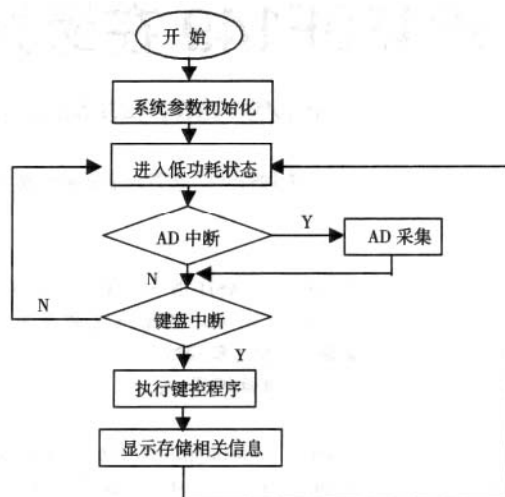 开 始
系统参数初始化
进入低功耗状态
AD 中断
Y
AD 采集
N
N
键盘中断
Y
执行键控程序
显示存储相关信息